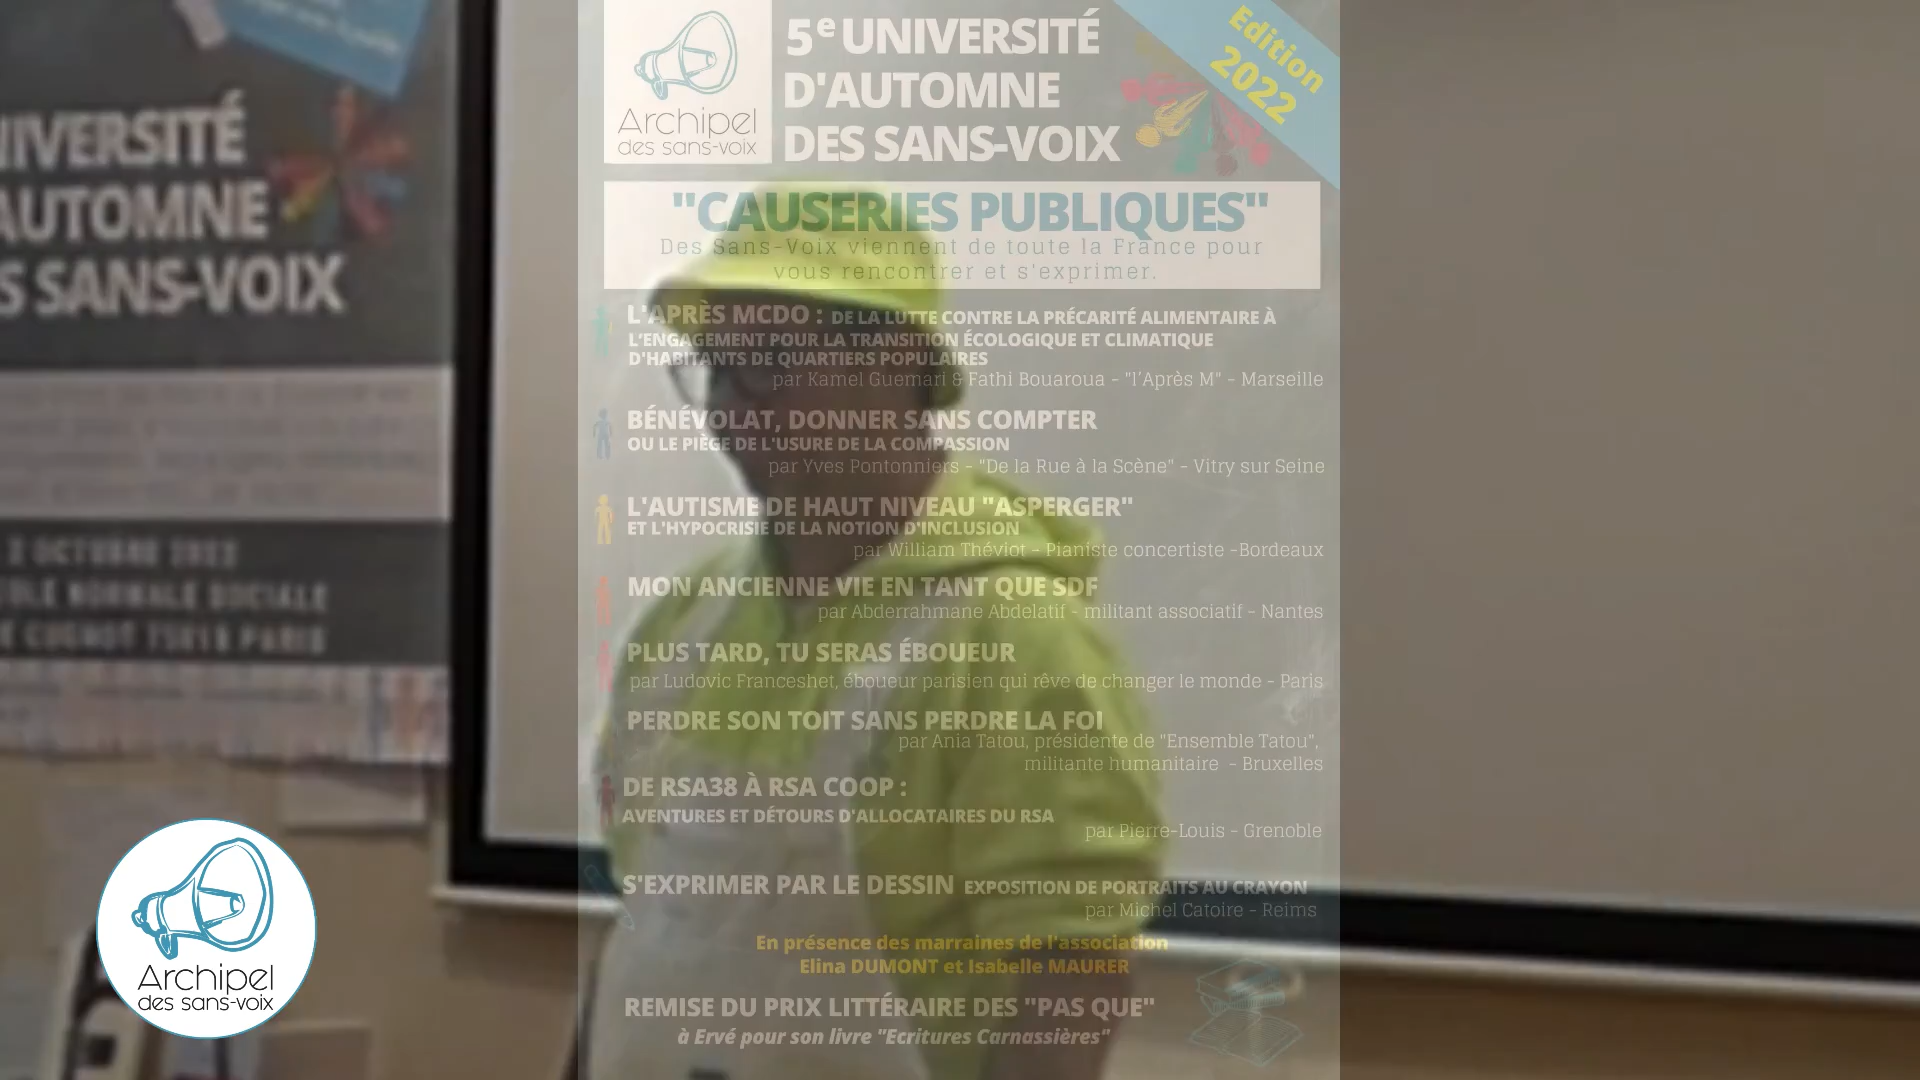 NIVERSITÉ
AUTOMNE
S SANS-VOIX
2 OCTOBRE 2022
COLE NORMALE SOCIALE
E CUGNOT 75018 PARIS
Archipel
des sans-voix
5e UNIVERSITÉ
D'AUTOMNE
DES SANS-VOIX
Edition
2022
"CAUSERIES PUBLIQUES"
Des Sans-Voix viennent de toute la France pour
vous rencontrer et s'exprimer.
L'APRÈS MCDO : DE LA LUTTE CONTRE LA PRÉCARITÉ ALIMENTAIRE À
L'ENGAGEMENT POUR LA TRANSITION ÉCOLOGIQUE ET CLIMATIQUE
D'HABITANTS DE QUARTIERS POPULAIRES
par Kamel Guemari & Fathi Bouaroua - "l'Après M" - Marseille
BÉNÉVOLAT, DONNER SANS COMPTER
OU LE PIÈGE DE L'USURE DE LA COMPASSION
par Yves Pontonniers - "De la Rue à la Scène" - Vitry sur Seine
L'AUTISME DE HAUT NIVEAU "ASPERGER"
ET L'HYPOCRISIE DE LA NOTION D'INCLUSION
par William Théviot - Pianiste concertiste -Bordeaux
MON ANCIENNE VIE EN TANT QUE SDF
par Abderrahmane Abdelatif - militant associatif - Nantes
PLUS TARD, TU SERAS ÉBOUEUR
par Ludovic Franceshet, éboueur parisien qui rêve de changer le monde - Paris
PERDRE SON TOIT SANS PERDRE LA FOI
par Ania Tatou, présidente de "Ensemble Tatou",
militante humanitaire - Bruxelles
DE RSA38 À RSA COOP :
AVENTURES ET DÉTOURS D'ALLOCATAIRES DU RSA
par Pierre-Louis - Grenoble
S'EXPRIMER PAR LE DESSIN EXPOSITION DE PORTRAITS AU CRAYON
par Michel Catoire - Reims
En présence des marraines de l'association
Elina DUMONT et Isabelle MAURER
REMISE DU PRIX LITTÉRAIRE DES "PAS QUE"
à Ervé pour son livre "Ecritures Carnassières"
Archipel
des sans-voix